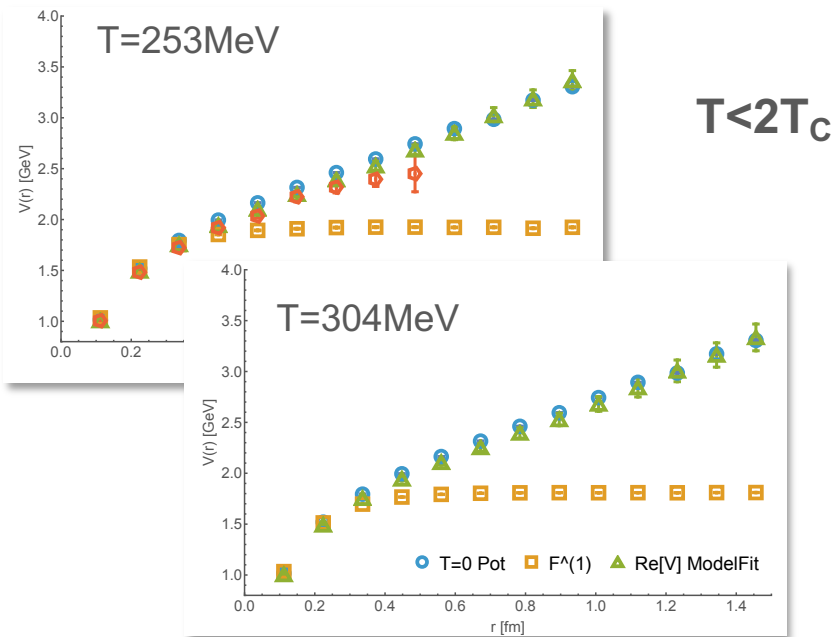 T=253MeV
4.0
3.5
3.0
2.5
2.0
1.5
1.0
V(r) [GeV]
0.0 0.2
T<2T_C
T=304MeV
4.0
3.5
3.0
2.5
2.0
1.5
1.0
V(r) [GeV]
T=0 Pot F^(1) Re[V] ModelFit
0.0 0.2 0.4 0.6 0.8 1.0 1.2 1.4
r [fm]